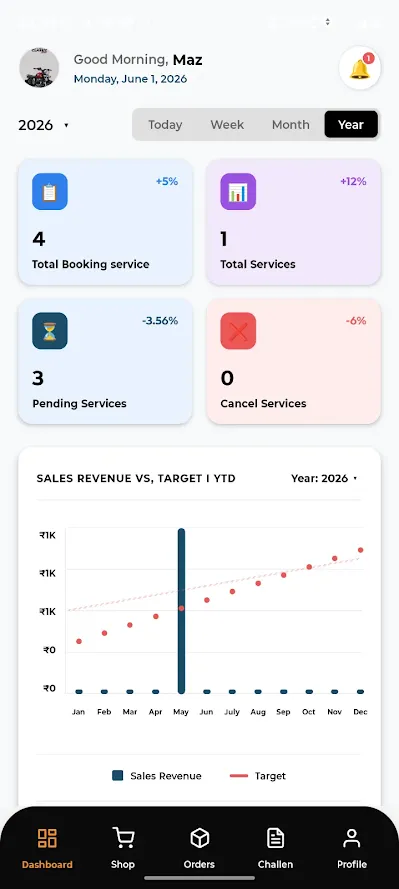 Good Morning, Maz
Monday, June 1, 2026
1
2026
Today Week Month Year
+5%
4
Total Booking service
+12%
1
Total Services
-3.56%
3
Pending Services
-6%
0
Cancel Services
SALES REVENUE VS, TARGET I YTD
Year: 2026
₹1K
₹1K
₹1K
₹0
₹0
Jan Feb Mar Apr May Jun July Aug Sep Oct Nov Dec
Sales Revenue Target
Dashboard Shop Orders Challen Profile